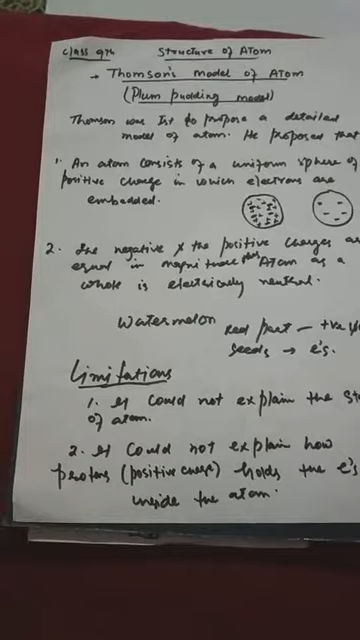 Class 9th
Structure of Atom
→ Thomson's model of Atom
(Plum pudding model)
Thomson was 1st to propose a detailed
model of atom. He proposed that
1. An atom consists of a uniform sphere of
positive charge in which electrons are
embedded.
2. The negative & the positive charges are
equal in magnitude thus Atom as a
whole is electrically neutral.
Watermelon
Red part — +ve
Seeds → e's.
Limitations
1. It could not explain the
of atom.
2. It could not explain how
protons (positive charge) holds the e's
inside the atom.